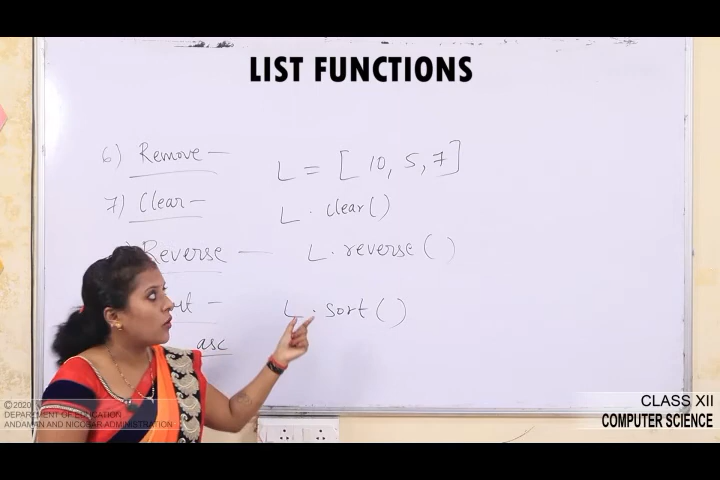 LIST FUNCTIONS
6) Remove — L = [10, 5, 7]
7) Clear — L.clear()
Reverse — L.reverse()
— L.sort()
asc
©2020
DEPARTMENT OF EDUCATION
ANDAMAN AND NICOBAR ADMINISTRATION
CLASS XII
COMPUTER SCIENCE